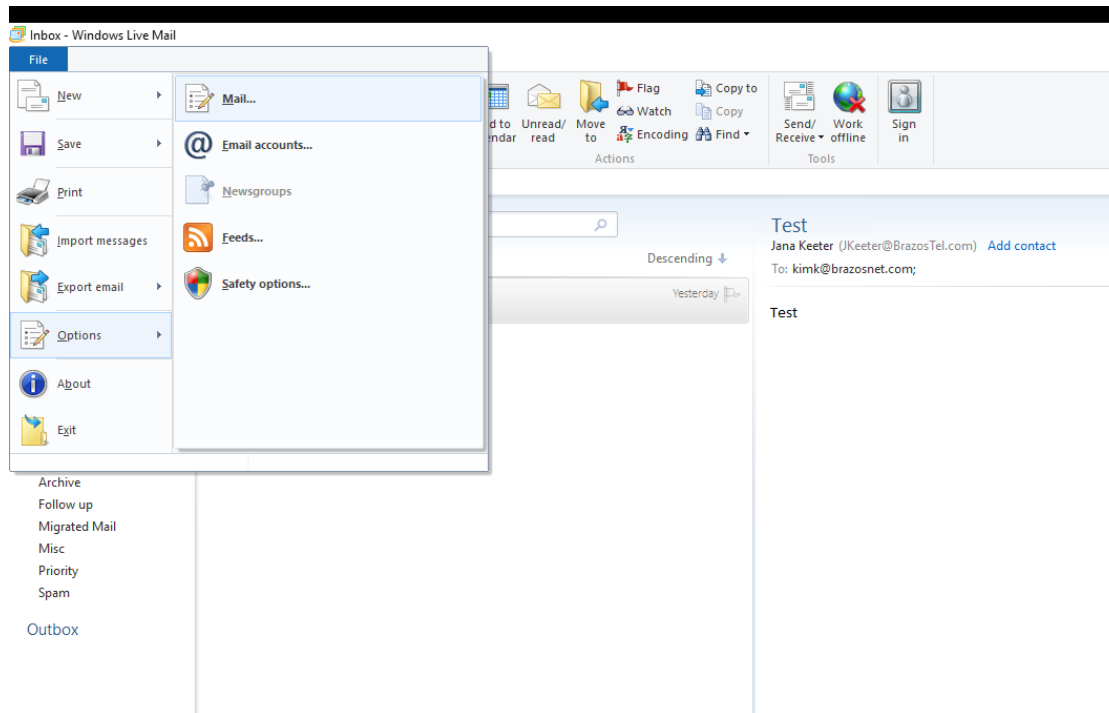 Inbox - Windows Live Mail
File
New
Save
Print
Import messages
Export email
Options
About
Exit
Mail...
Email accounts...
Newsgroups
Feeds...
Safety options...
d to
endar
Unread/
read
Move
to
Flag
Watch
Encoding
Copy to
Copy
Find
Actions
Send/
Receive
Work
offline
Tools
Sign
in
Descending
Yesterday
Test
Jana Keeter (JKeeter@BrazosTel.com) Add contact
To: kimk@brazosnet.com;
Test
Archive
Follow up
Migrated Mail
Misc
Priority
Spam
Outbox